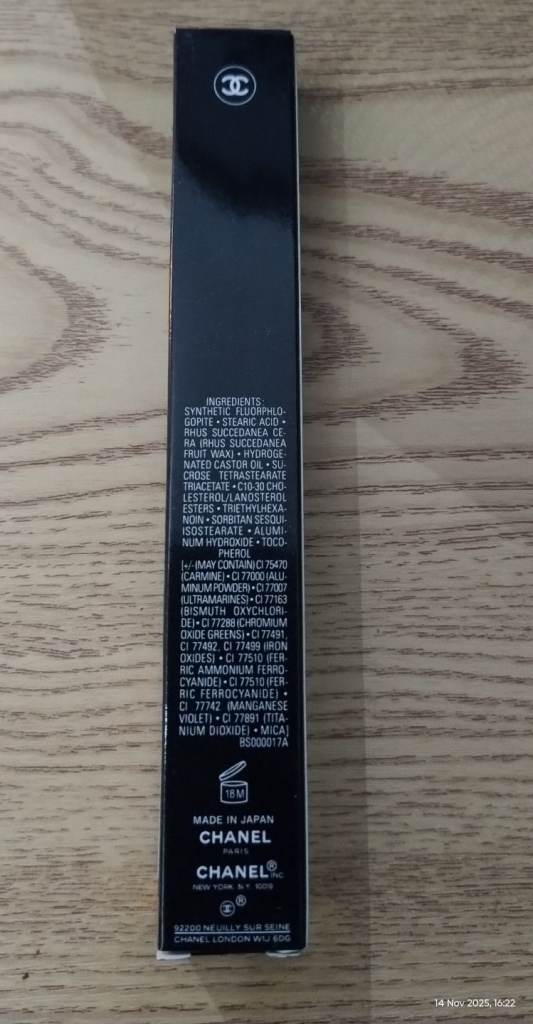 INGREDIENTS:
SYNTHETIC FLUORPHLO-
GOPITE • STEARIC ACID •
RHUS SUCCEDANEA CE-
RA (RHUS SUCCEDANEA
FRUIT WAX) • HYDROGE-
NATED CASTOR OIL • SU-
CROSE TETRASTEARATE
TRIACETATE • C10-30 CHO-
LESTEROL/LANOSTEROL
ESTERS • TRIETHYLHEXA-
NOIN • SORBITAN SESQUI-
ISOSTEARATE • ALUMI-
NUM HYDROXIDE • TOCO-
PHEROL
[+/-(MAY CONTAIN) CI 75470
(CARMINE) • CI 77000 (ALU-
MINUM POWDER) • CI 77007
(ULTRAMARINES) • CI 77163
(BISMUTH OXYCHLORI-
DE) • CI 77288 (CHROMIUM
OXIDE GREENS) • CI 77491,
CI 77492, CI 77499 (IRON
OXIDES) • CI 77510 (FER-
RIC AMMONIUM FERRO-
CYANIDE) • CI 77510 (FER-
RIC FERROCYANIDE) •
CI 77742 (MANGANESE
VIOLET) • CI 77891 (TITA-
NIUM DIOXIDE) • MICA]
BS000017A
18M
MADE IN JAPAN
CHANEL
PARIS
CHANEL® INC.
NEW YORK N.Y. 10019
®
92200 NEUILLY SUR SEINE
CHANEL LONDON W1J 6DG
14 Nov 2025, 16:22